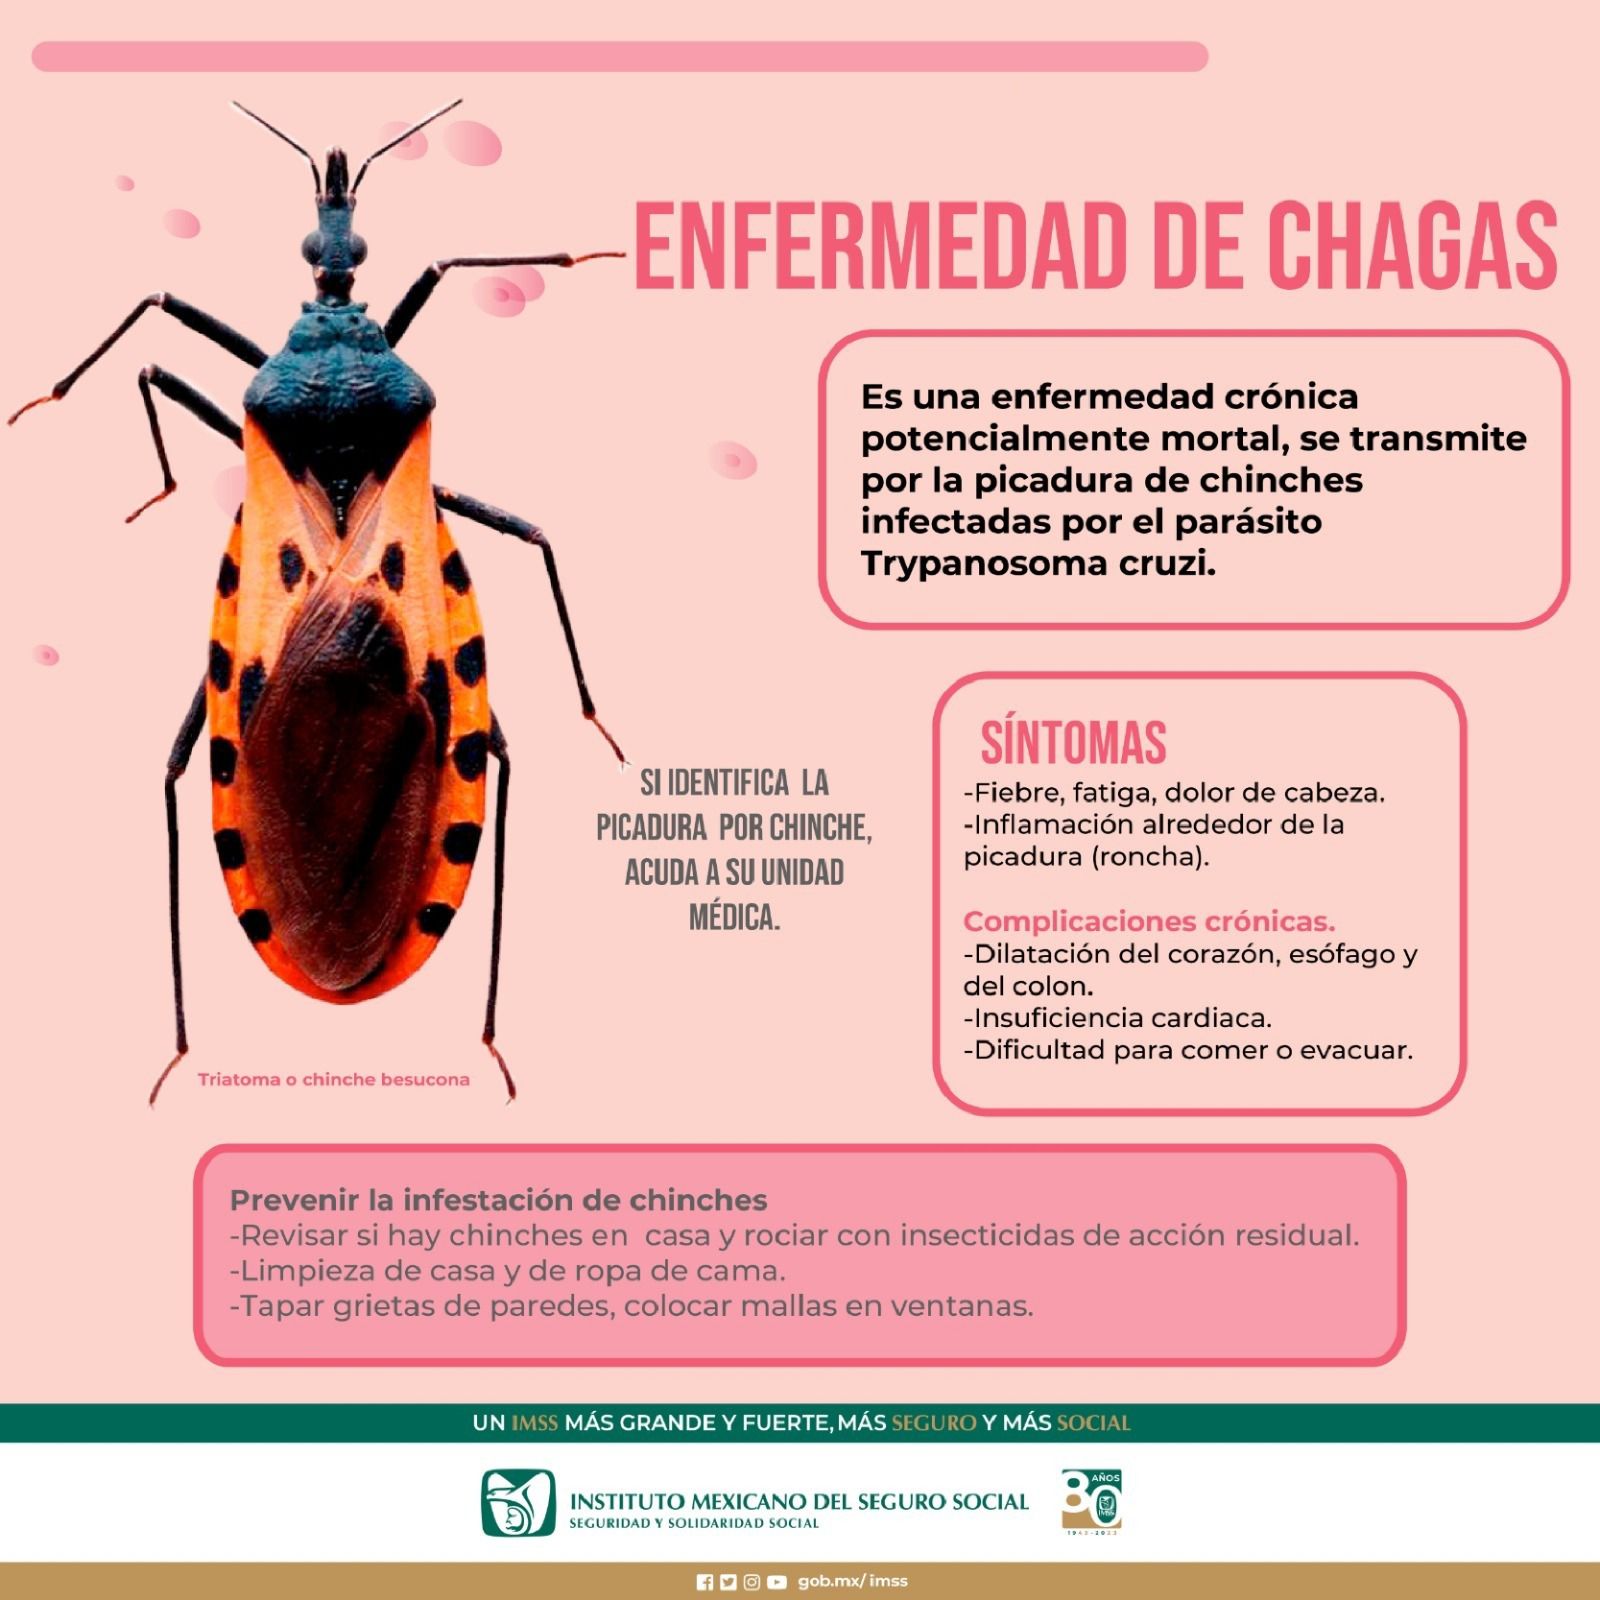 ENFERMEDAD DE CHAGAS
Es una enfermedad crónica
potencialmente mortal, se transmite
por la picadura de chinches
infectadas por el parásito
Trypanosoma cruzi.
SÍNTOMAS
-Fiebre, fatiga, dolor de cabeza.
-Inflamación alrededor de la
picadura (roncha).
Complicaciones crónicas.
-Dilatación del corazón, esófago y
del colon.
-Insuficiencia cardiaca.
-Dificultad para comer o evacuar.
SI IDENTIFICA LA
PICADURA POR CHINCHE,
ACUDA A SU UNIDAD
MÉDICA.
Triatoma o chinche besucona
Prevenir la infestación de chinches
-Revisar si hay chinches en casa y rociar con insecticidas de acción residual.
-Limpieza de casa y de ropa de cama.
-Tapar grietas de paredes, colocar mallas en ventanas.
UN IMSS MÁS GRANDE Y FUERTE, MÁS SEGURO Y MÁS SOCIAL
INSTITUTO MEXICANO DEL SEGURO SOCIAL
SEGURIDAD Y SOLIDARIDAD SOCIAL
80 AÑOS
IMSS
1943-2023
gob.mx/imss